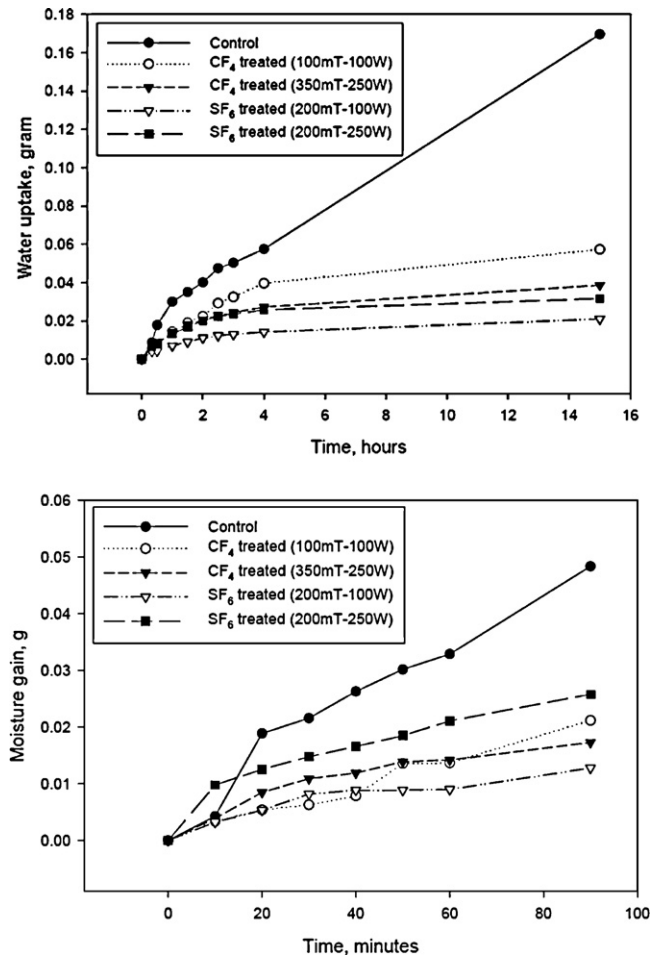 0.18
0.16
0.14
0.12
0.10
0.08
0.06
0.04
0.02
0.00
Water uptake, gram
Control
CF4 treated (100mT-100W)
CF4 treated (350mT-250W)
SF6 treated (200mT-100W)
SF6 treated (200mT-250W)
0 2 4 6 8 10 12 14 16
Time, hours
0.06
0.05
0.04
0.03
0.02
0.01
0.00
Moisture gain, g
Control
CF4 treated (100mT-100W)
CF4 treated (350mT-250W)
SF6 treated (200mT-100W)
SF6 treated (200mT-250W)
0 20 40 60 80 100
Time, minutes